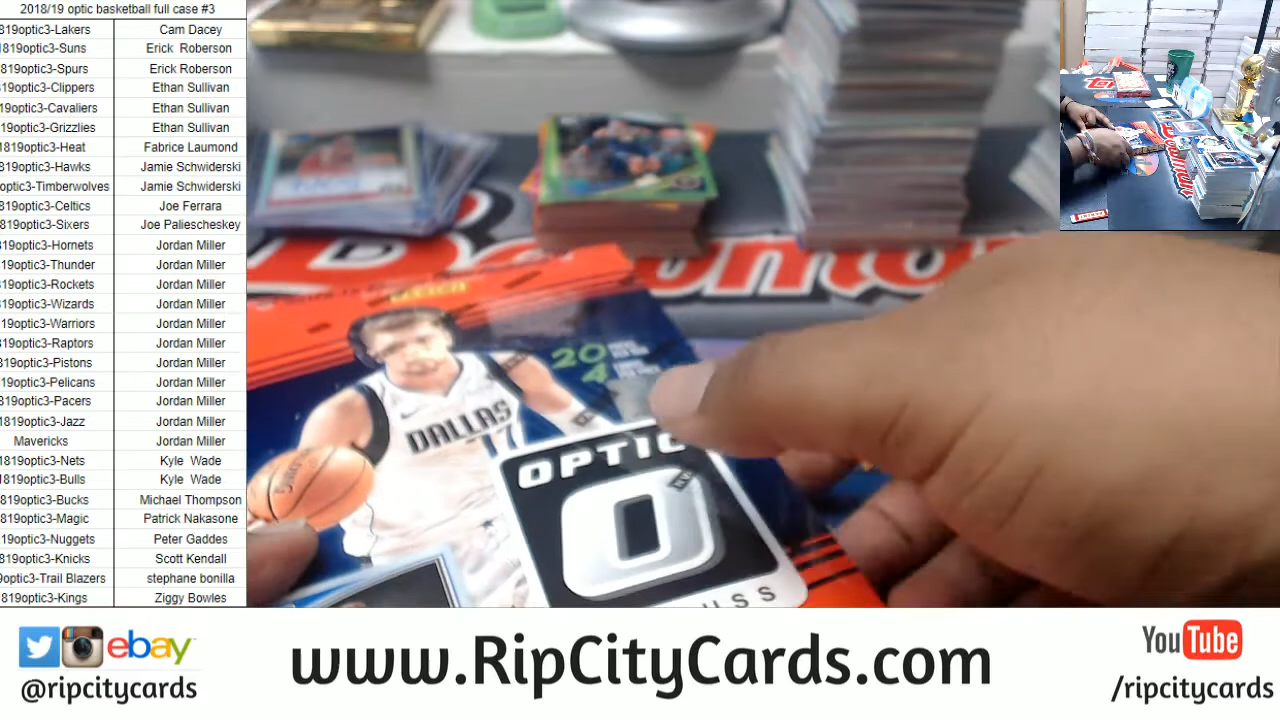 2018/19 optic basketball full case #3
819optic3-Lakers Cam Dacey
1819optic3-Suns Erick Roberson
819optic3-Spurs Erick Roberson
819optic3-Clippers Ethan Sullivan
19optic3-Cavaliers Ethan Sullivan
19optic3-Grizzlies Ethan Sullivan
1819optic3-Heat Fabrice Laumond
819optic3-Hawks Jamie Schwiderski
optic3-Timberwolves Jamie Schwiderski
819optic3-Celtics Joe Ferrara
819optic3-Sixers Joe Paliescheskey
819optic3-Hornets Jordan Miller
19optic3-Thunder Jordan Miller
19optic3-Rockets Jordan Miller
19optic3-Wizards Jordan Miller
19optic3-Warriors Jordan Miller
19optic3-Raptors Jordan Miller
819optic3-Pistons Jordan Miller
19optic3-Pelicans Jordan Miller
819optic3-Pacers Jordan Miller
1819optic3-Jazz Jordan Miller
Mavericks Jordan Miller
1819optic3-Nets Kyle Wade
1819optic3-Bulls Kyle Wade
819optic3-Bucks Michael Thompson
819optic3-Magic Patrick Nakasone
19optic3-Nuggets Peter Gaddes
819optic3-Knicks Scott Kendall
9optic3-Trail Blazers stephane bonilla
819optic3-Kings Ziggy Bowles
20
4
DALLAS
OPTIC
O
USS
ebay
@ripcitycards
www.RipCityCards.com
YouTube
/ripcitycards